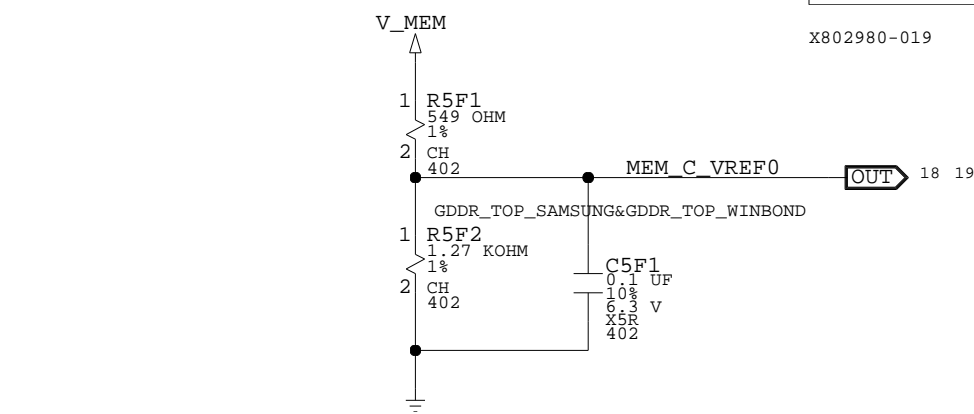 V_MEM
X802980-019
1 R5F1
549 OHM
1%
2 CH
402
MEM_C_VREF0
OUT 18 19
GDDR_TOP_SAMSUNG&GDDR_TOP_WINBOND
1 R5F2
1.27 KOHM
1%
2 CH
402
C5F1
0.1 UF
10%
6.3 V
X5R
402